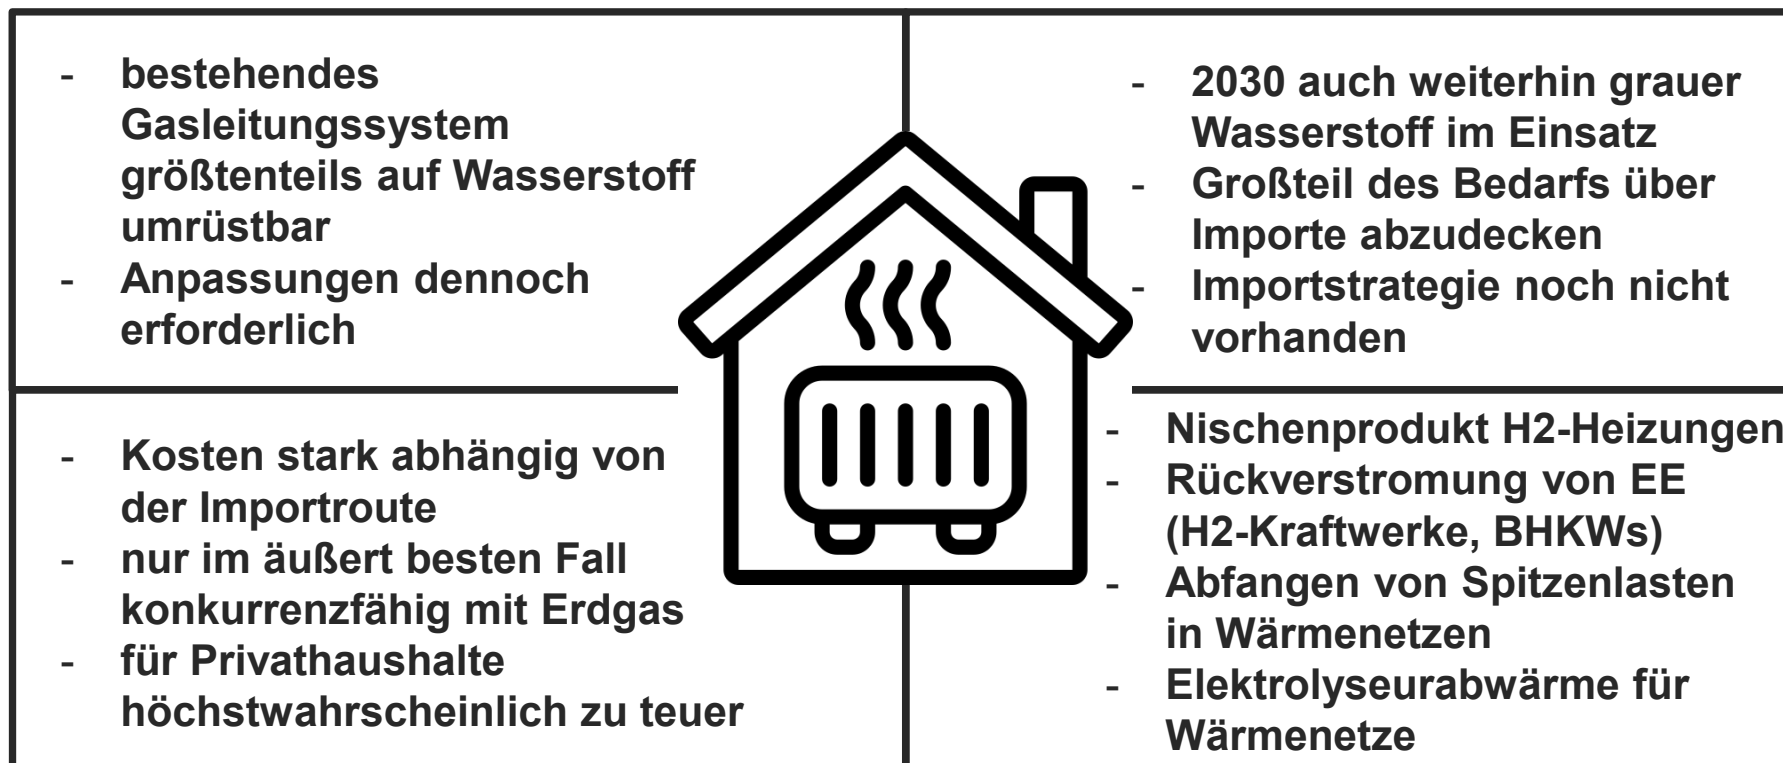 - bestehendes
Gasleitungssystem
größtenteils auf Wasserstoff
umrüstbar
- Anpassungen dennoch
erforderlich
- 2030 auch weiterhin grauer
Wasserstoff im Einsatz
- Großteil des Bedarfs über
Importe abzudecken
- Importstrategie noch nicht
vorhanden
- Kosten stark abhängig von
der Importroute
- nur im äußert besten Fall
konkurrenzfähig mit Erdgas
- für Privathaushalte
höchstwahrscheinlich zu teuer
- Nischenprodukt H2-Heizungen
- Rückverstromung von EE
(H2-Kraftwerke, BHKWs)
- Abfangen von Spitzenlasten
in Wärmenetzen
- Elektrolyseurabwärme für
Wärmenetze